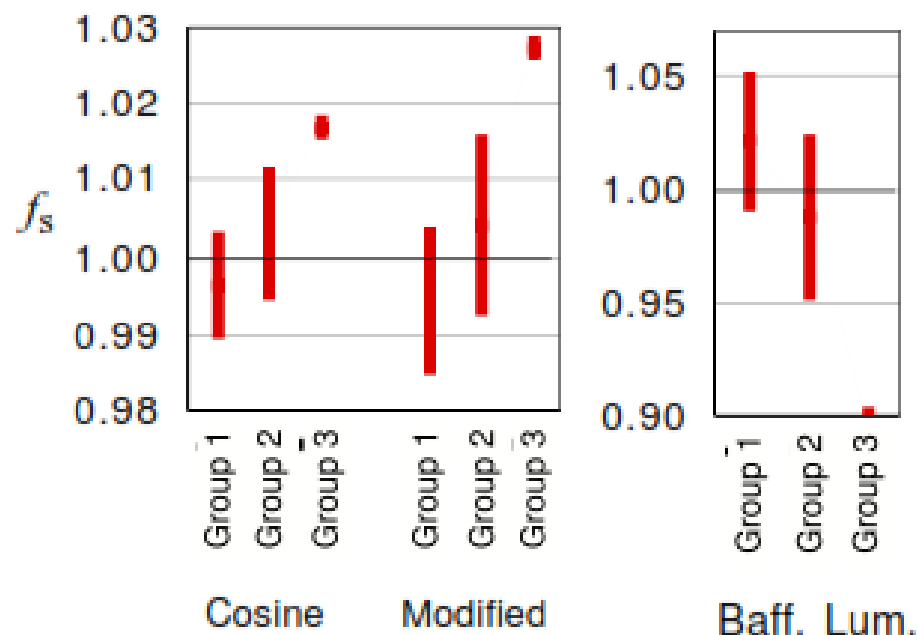 1.03
1.02
1.01
1.00
0.99
0.98
fs
Group 1
Group 2
Group 3
Group 1
Group 2
Group 3
Cosine
Modified
1.05
1.00
0.95
0.90
Group 1
Group 2
Group 3
Baff. Lum.